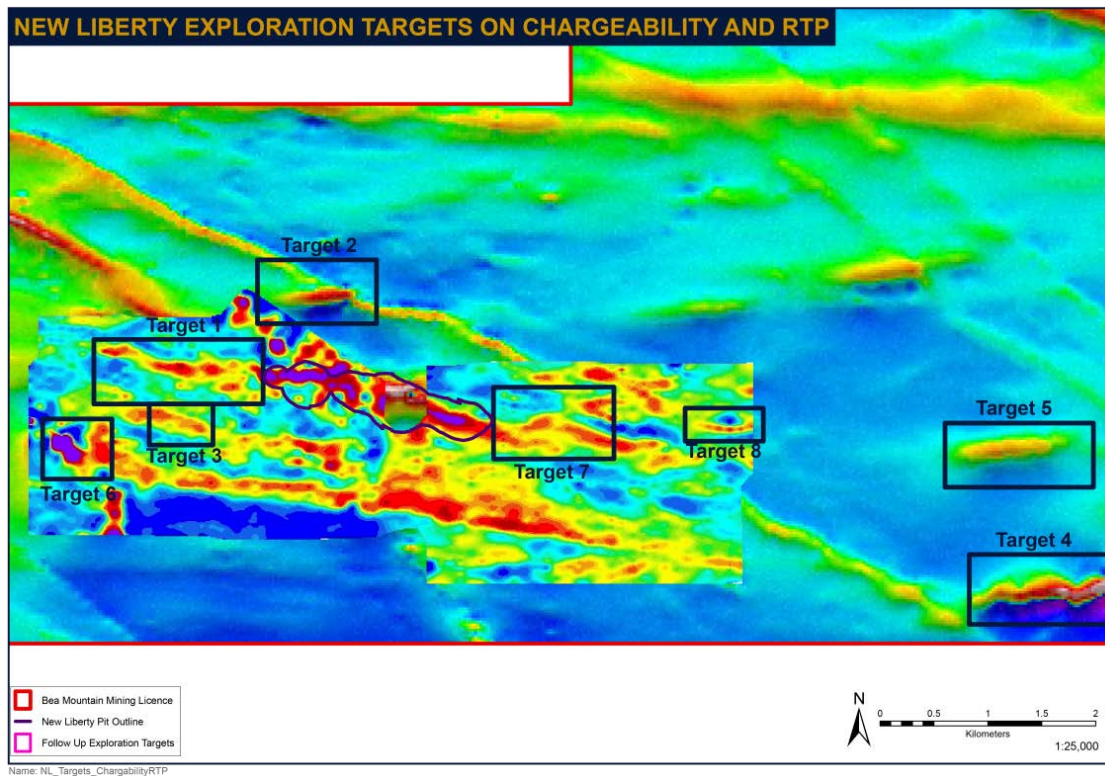 NEW LIBERTY EXPLORATION TARGETS ON CHARGEABILITY AND RTP
Target 2
Target 1
Target 3
Target 6
Target 7
Target 8
Target 5
Target 4
Bea Mountain Mining Licence
New Liberty Pit Outline
Follow Up Exploration Targets
N
0 0.5 1 1.5 2
Kilometers
1:25,000
Name: NL_Targets_ChargabilityRTP